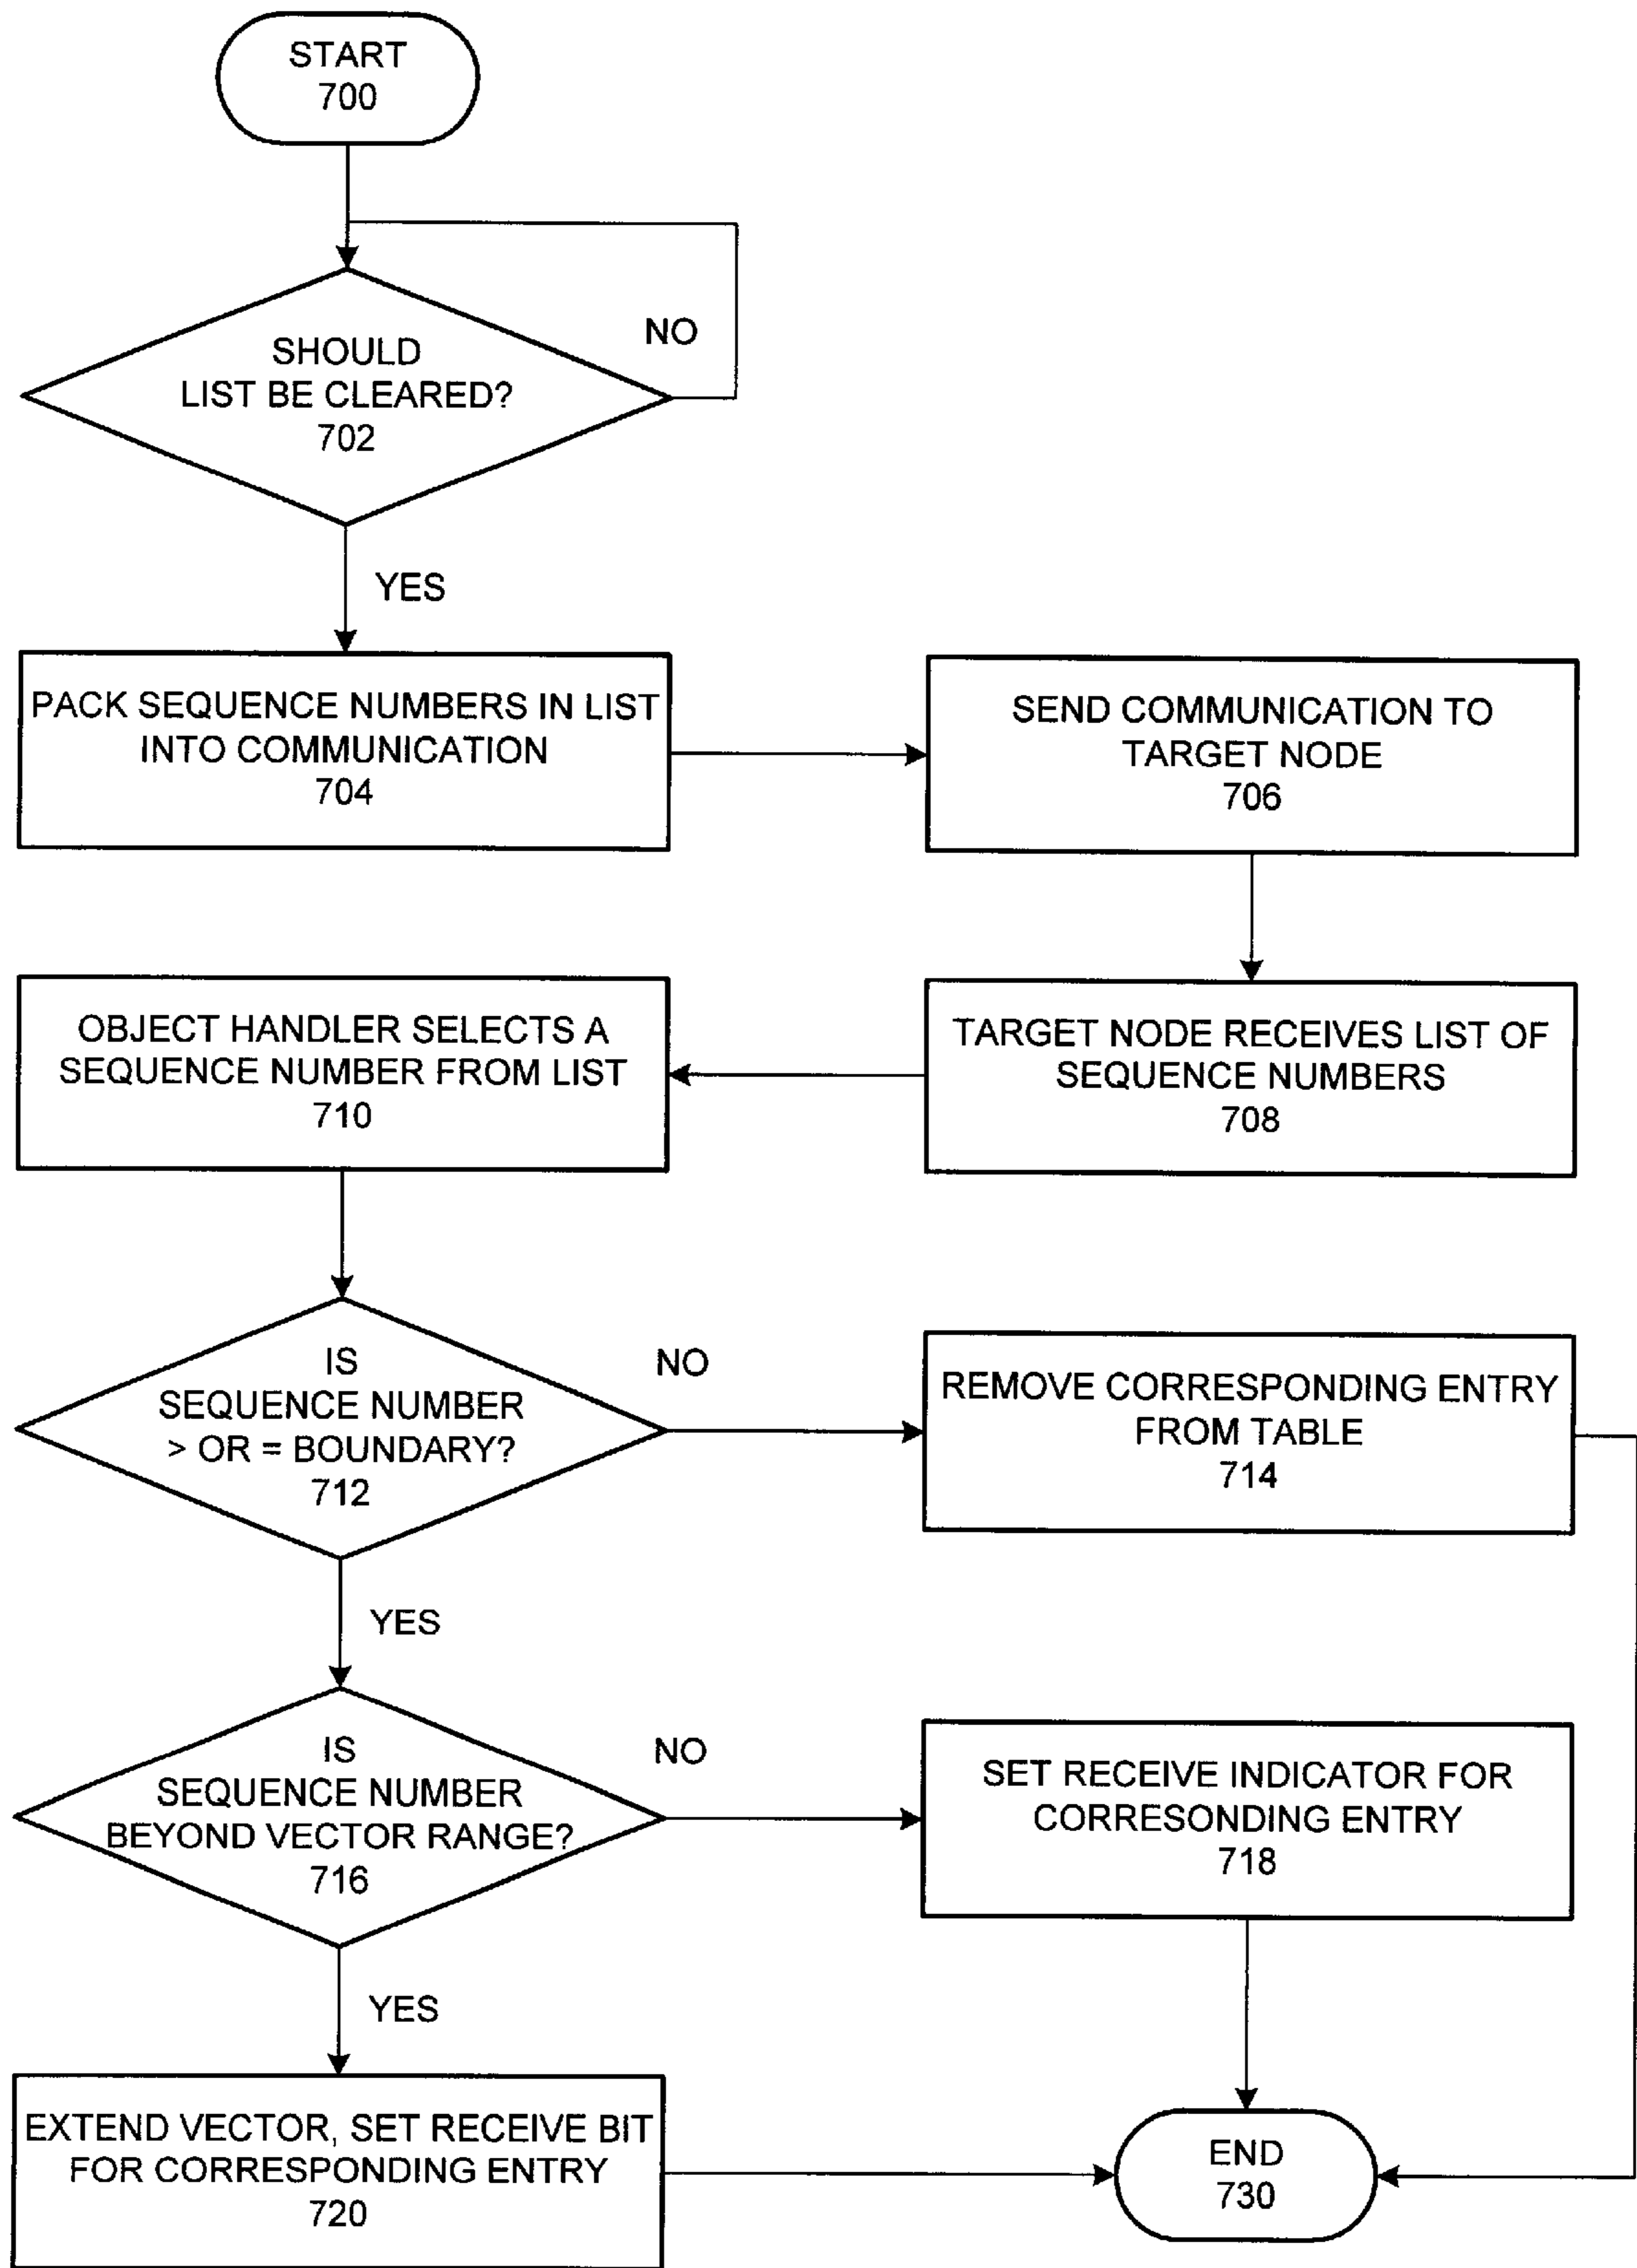 START
700
SHOULD
LIST BE CLEARED?
702
NO
YES
PACK SEQUENCE NUMBERS IN LIST
INTO COMMUNICATION
704
SEND COMMUNICATION TO
TARGET NODE
706
TARGET NODE RECEIVES LIST OF
SEQUENCE NUMBERS
708
OBJECT HANDLER SELECTS A
SEQUENCE NUMBER FROM LIST
710
IS
SEQUENCE NUMBER
> OR = BOUNDARY?
712
NO
REMOVE CORRESPONDING ENTRY
FROM TABLE
714
YES
IS
SEQUENCE NUMBER
BEYOND VECTOR RANGE?
716
NO
SET RECEIVE INDICATOR FOR
CORRESONDING ENTRY
718
YES
EXTEND VECTOR, SET RECEIVE BIT
FOR CORRESPONDING ENTRY
720
END
730